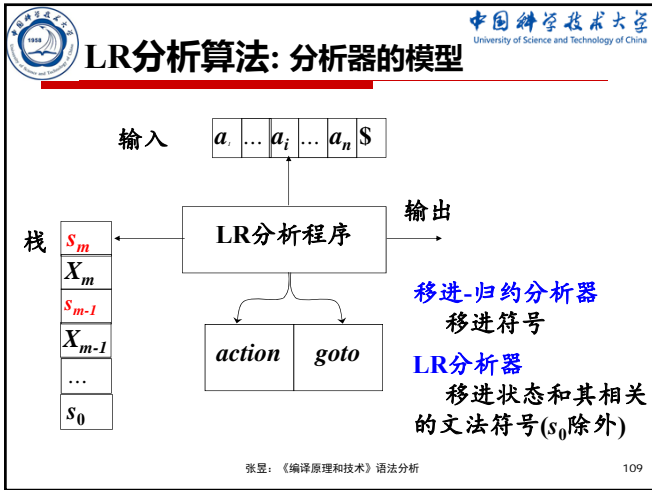 中国科学技术大学
University of Science and Technology of China
1958
LR分析算法: 分析器的模型
输入 a₁ … aᵢ … aₙ $
LR分析程序
输出
栈
sₘ
Xₘ
sₘ₋₁
Xₘ₋₁
…
s₀
action goto
移进-归约分析器
移进符号
LR分析器
移进状态和其相关
的文法符号(s₀除外)
张昱：《编译原理和技术》语法分析 109